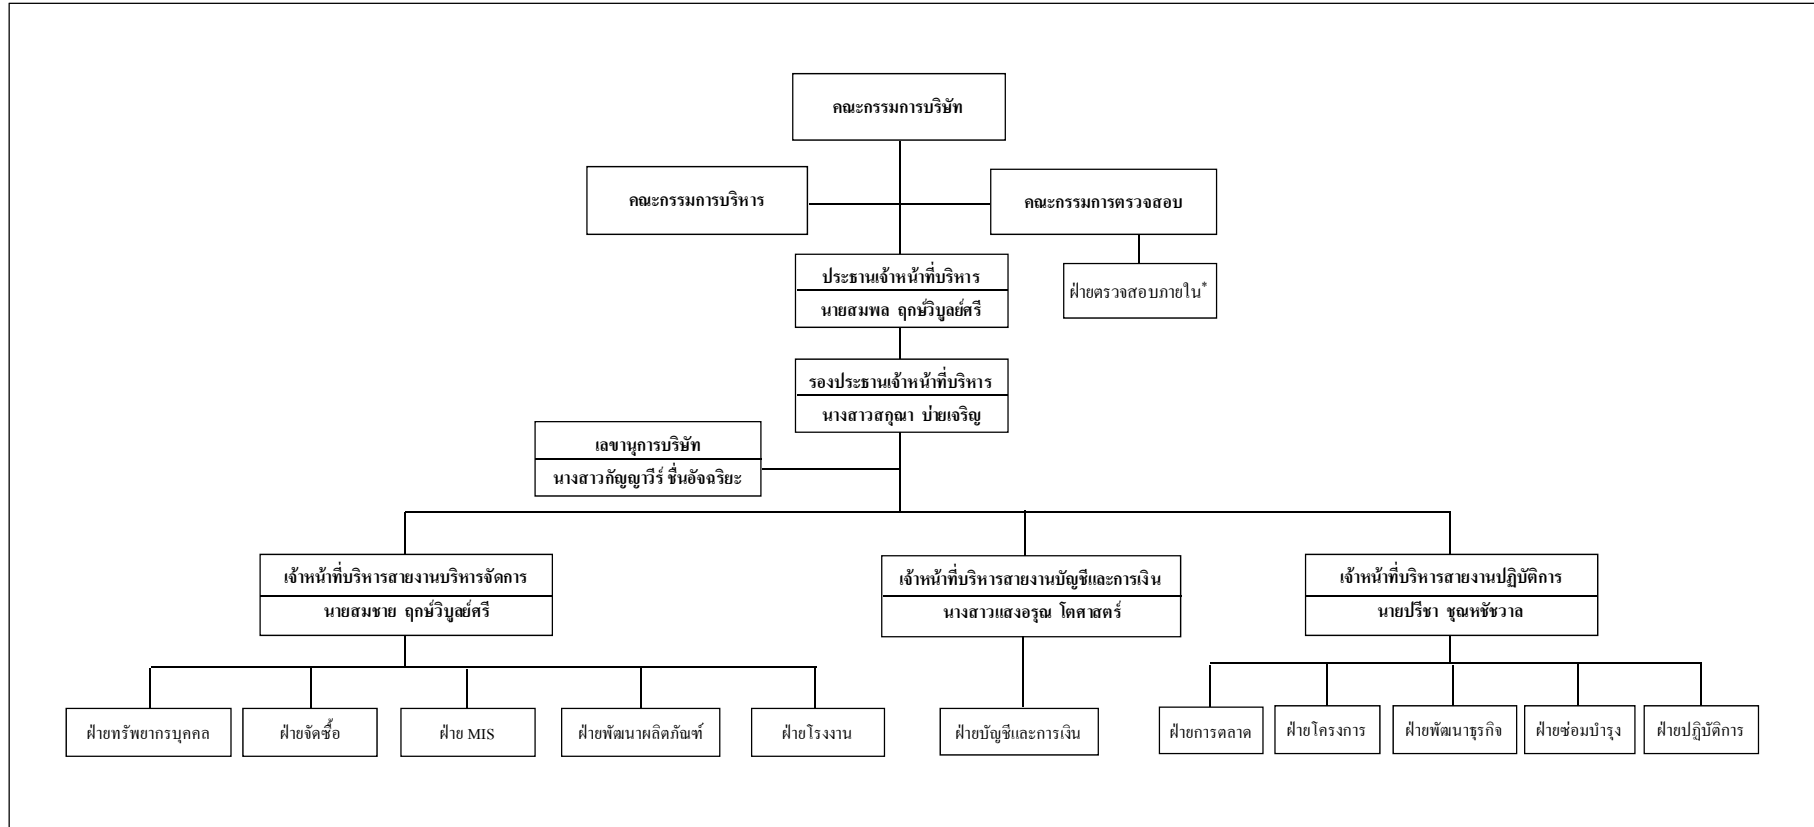 คณะกรรมการบริษัท
คณะกรรมการบริหาร
คณะกรรมการตรวจสอบ
ประธานเจ้าหน้าที่บริหาร
นายสมพล ฤกษ์วิบูลย์ศรี
ฝ่ายตรวจสอบภายใน*
รองประธานเจ้าหน้าที่บริหาร
นางสาวสกุณา บ่ายเจริญ
เลขานุการบริษัท
นางสาวกัญญาวีร์ ชื่นอัจฉริยะ
เจ้าหน้าที่บริหารสายงานบริหารจัดการ
นายสมชาย ฤกษ์วิบูลย์ศรี
เจ้าหน้าที่บริหารสายงานบัญชีและการเงิน
นางสาวแสงอรุณ โตศาสตร์
เจ้าหน้าที่บริหารสายงานปฏิบัติการ
นายปรีชา ชุณหชัชวาล
ฝ่ายทรัพยากรบุคคล
ฝ่ายจัดซื้อ
ฝ่าย MIS
ฝ่ายพัฒนาผลิตภัณฑ์
ฝ่ายโรงงาน
ฝ่ายบัญชีและการเงิน
ฝ่ายการตลาด
ฝ่ายโครงการ
ฝ่ายพัฒนาธุรกิจ
ฝ่ายซ่อมบำรุง
ฝ่ายปฏิบัติการ